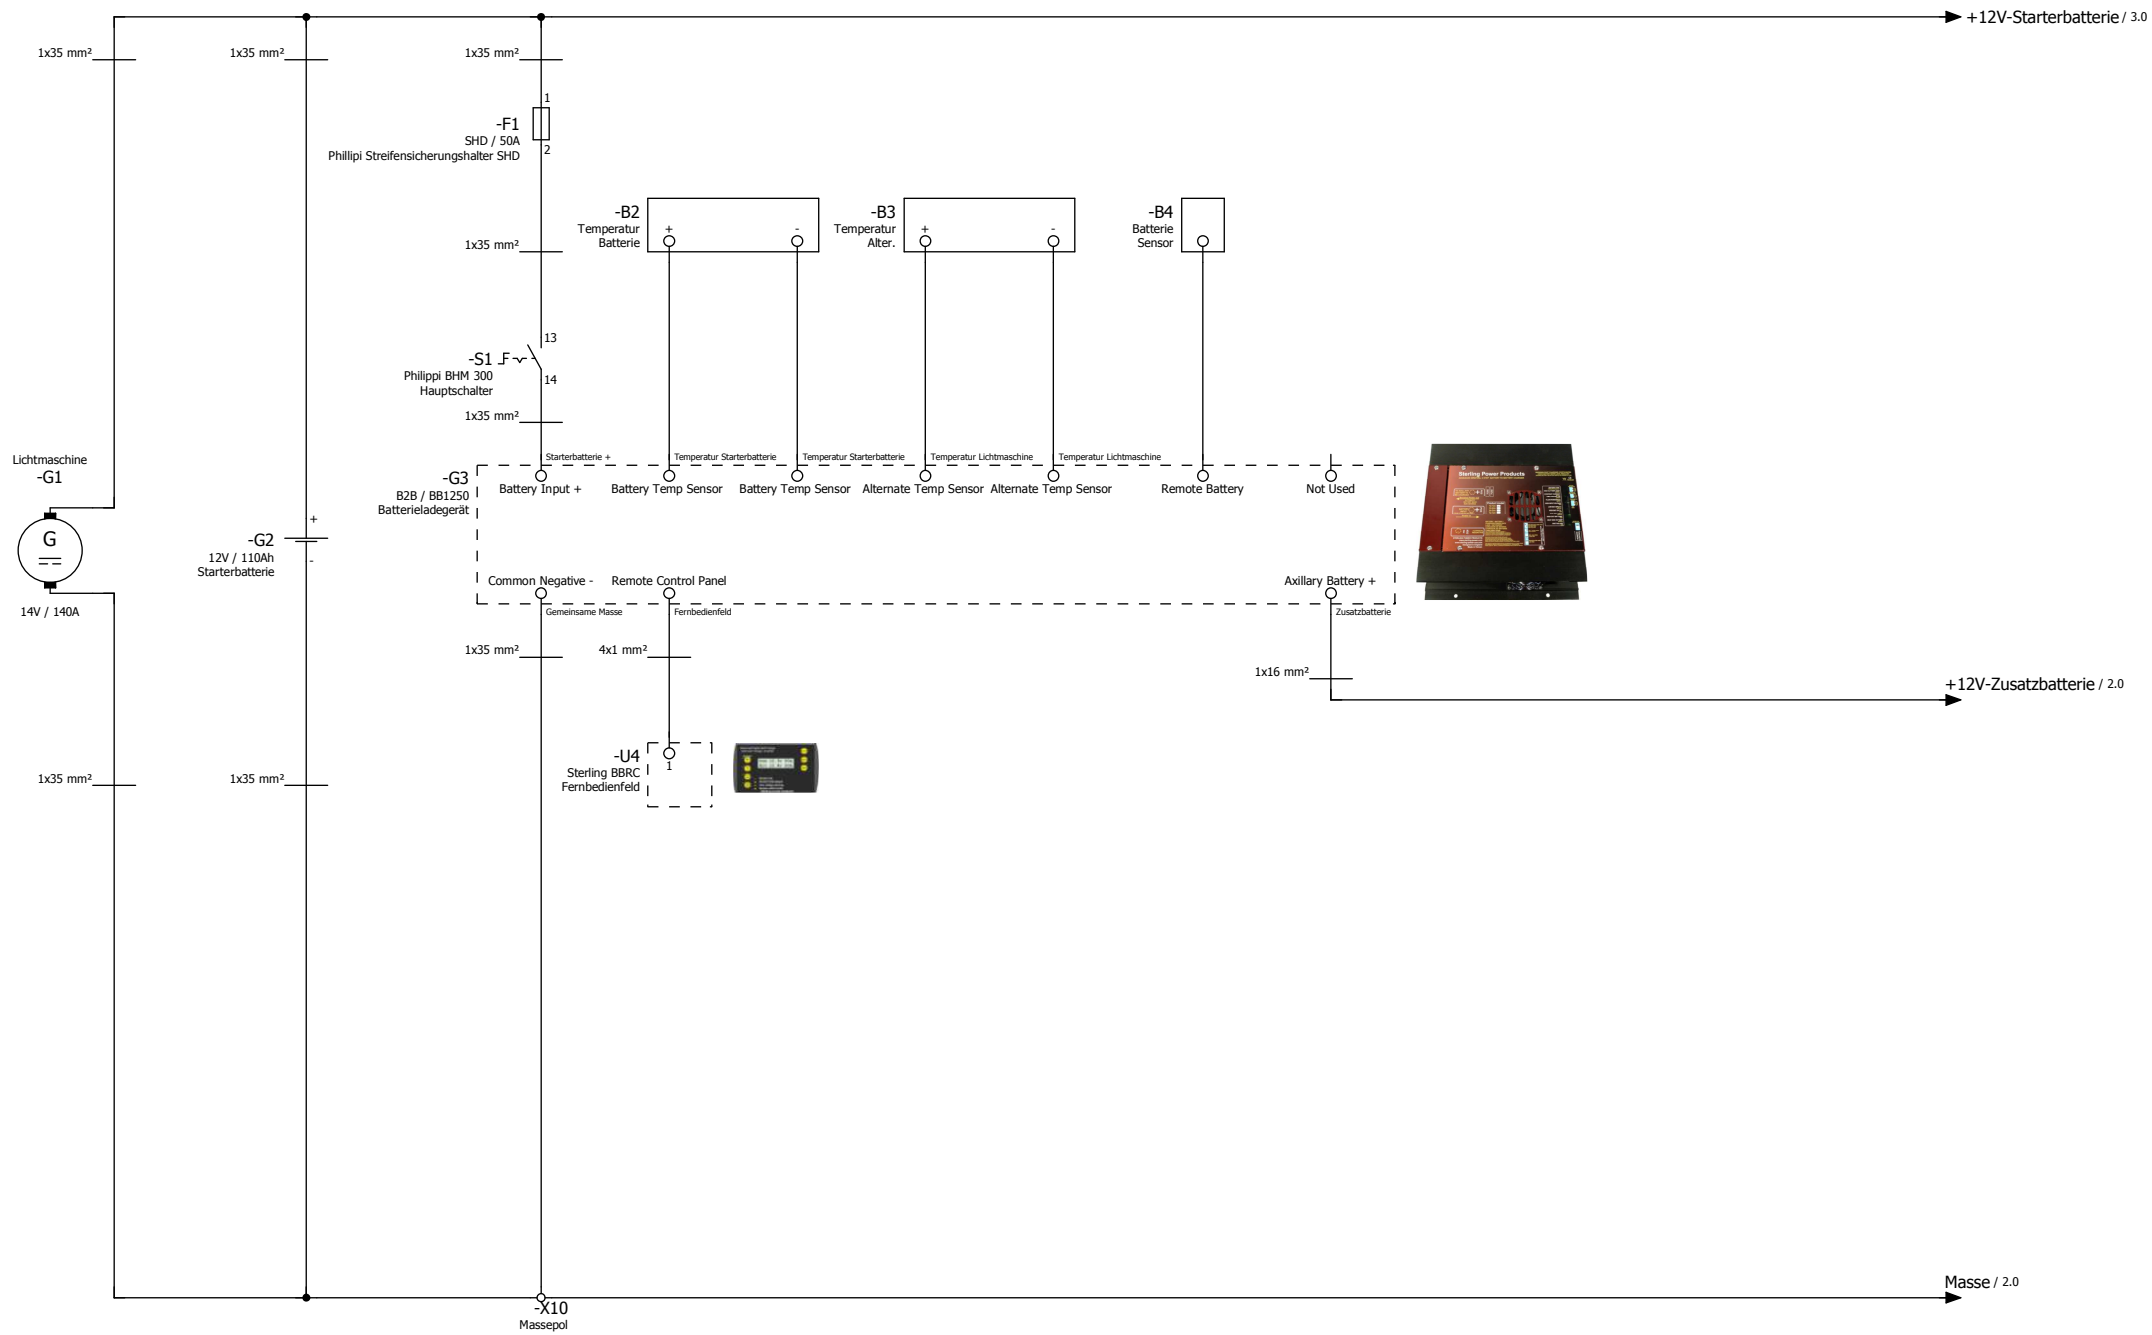 +12V-Starterbatterie / 3.0
1x35 mm²
1x35 mm²
1x35 mm²
1
-F1
SHD / 50A
2
Phillipi Streifensicherungshalter SHD
-B2
Temperatur
Batterie
+
-
-B3
Temperatur
Alter.
+
-
-B4
Batterie
Sensor
1x35 mm²
13
-S1
14
Philippi BHM 300
Hauptschalter
1x35 mm²
Lichtmaschine
-G1
G
14V / 140A
Starterbatterie +
Temperatur Starterbatterie
Temperatur Starterbatterie
Temperatur Lichtmaschine
Temperatur Lichtmaschine
-G3
B2B / BB1250
Batterieladegerät
Battery Input +
Battery Temp Sensor
Battery Temp Sensor
Alternate Temp Sensor
Alternate Temp Sensor
Remote Battery
Not Used
Sterling Power Products
+
-G2
12V / 110Ah
Starterbatterie
-
Common Negative -
Remote Control Panel
Axillary Battery +
Gemeinsame Masse
Fernbedienfeld
Zusatzbatterie
1x35 mm²
4x1 mm²
1x16 mm²
+12V-Zusatzbatterie / 2.0
-U4
Sterling BBRC
Fernbedienfeld
1
1x35 mm²
1x35 mm²
Masse / 2.0
-X10
Massepol